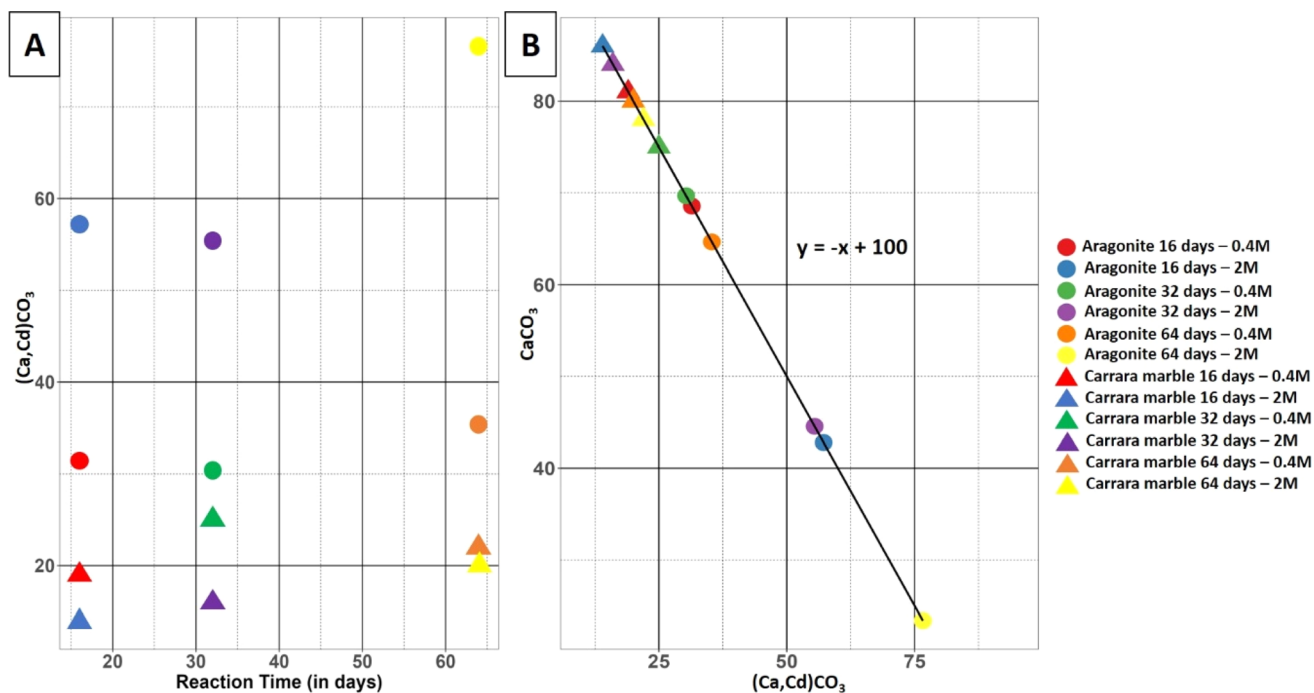 A
(Ca,Cd)CO₃
60
40
20
20
30
40
50
60
Reaction Time (in days)
B
CaCO₃
80
60
40
25
50
75
(Ca,Cd)CO₃
y = -x + 100
Aragonite 16 days – 0.4M
Aragonite 16 days – 2M
Aragonite 32 days – 0.4M
Aragonite 32 days – 2M
Aragonite 64 days – 0.4M
Aragonite 64 days – 2M
Carrara marble 16 days – 0.4M
Carrara marble 16 days – 2M
Carrara marble 32 days – 0.4M
Carrara marble 32 days – 2M
Carrara marble 64 days – 0.4M
Carrara marble 64 days – 2M